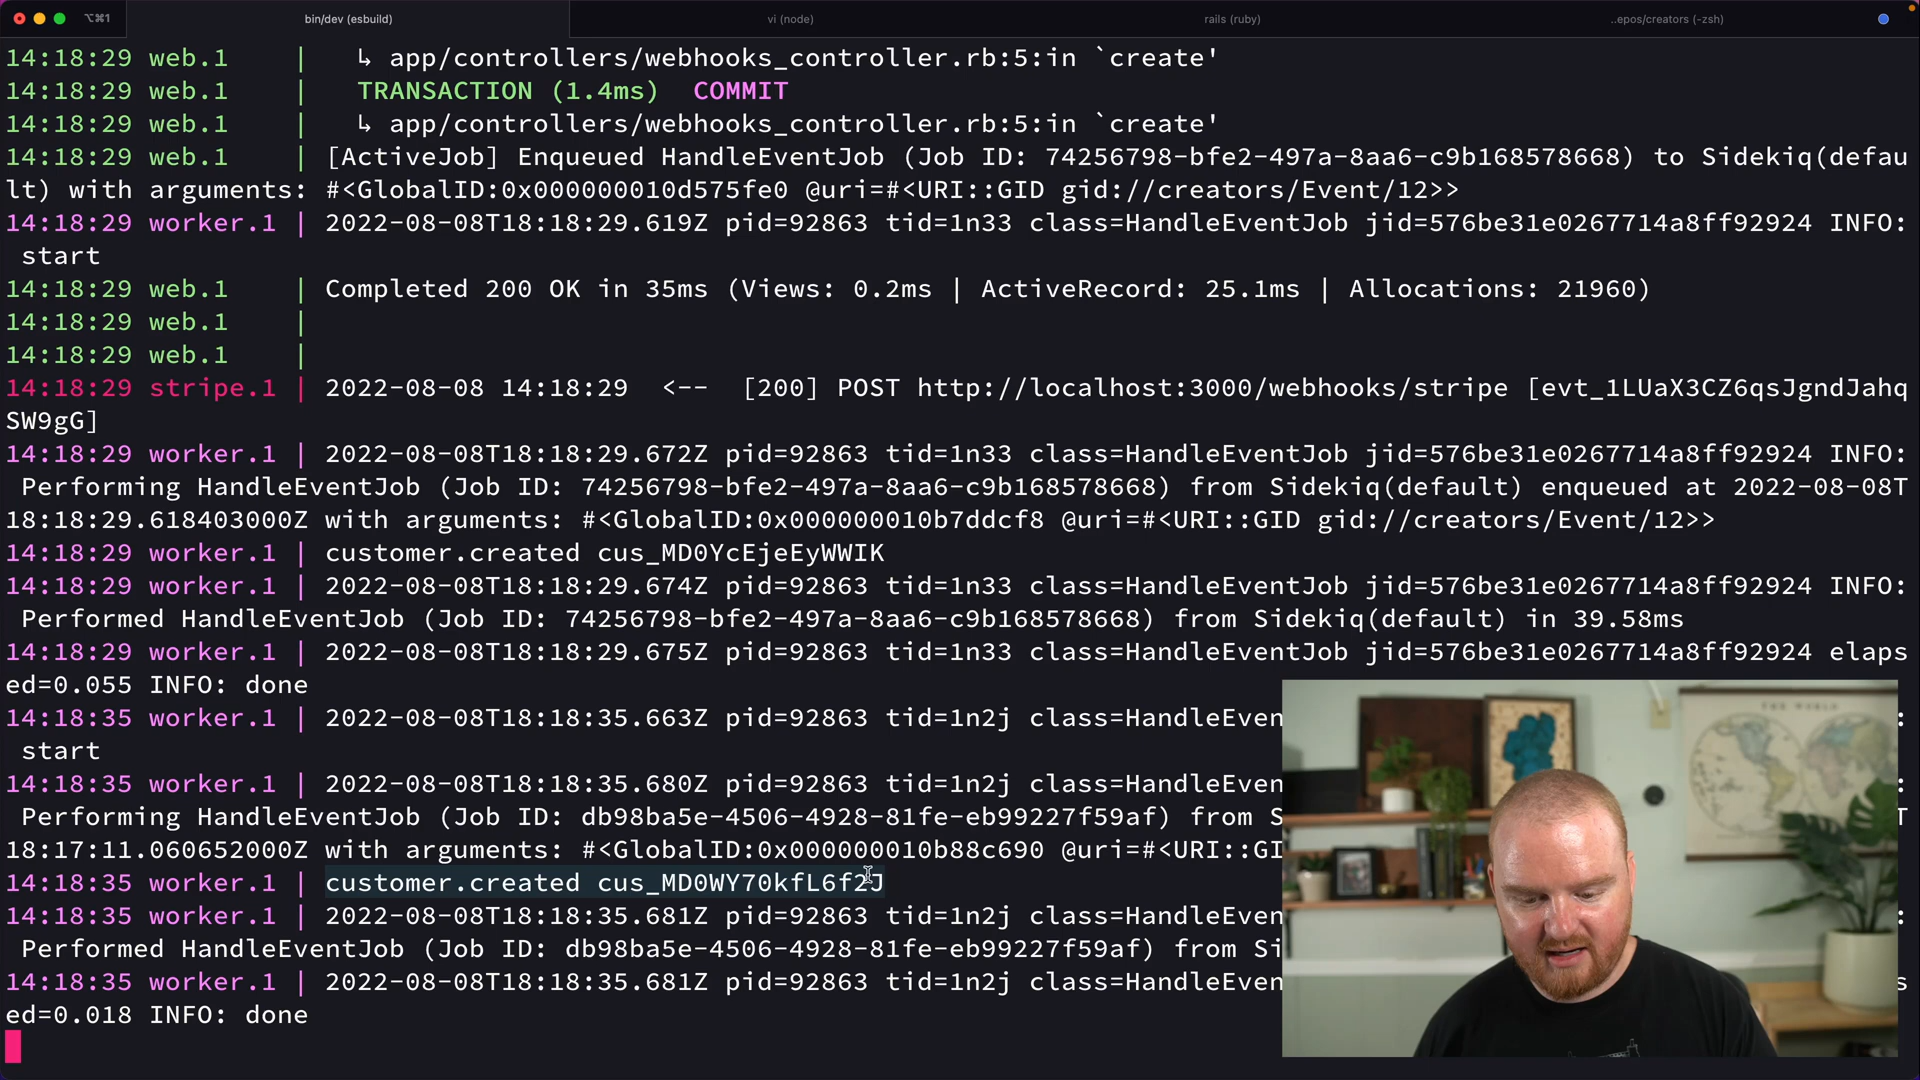 ⌥⌘1 bin/dev (esbuild) vi (node) rails (ruby) ..epos/creators (-zsh)
14:18:29 web.1 | ↳ app/controllers/webhooks_controller.rb:5:in `create'
14:18:29 web.1 | TRANSACTION (1.4ms) COMMIT
14:18:29 web.1 | ↳ app/controllers/webhooks_controller.rb:5:in `create'
14:18:29 web.1 | [ActiveJob] Enqueued HandleEventJob (Job ID: 74256798-bfe2-497a-8aa6-c9b168578668) to Sidekiq(defau
lt) with arguments: #<GlobalID:0x000000010d575fe0 @uri=#<URI::GID gid://creators/Event/12>>
14:18:29 worker.1 | 2022-08-08T18:18:29.619Z pid=92863 tid=1n33 class=HandleEventJob jid=576be31e0267714a8ff92924 INFO:
start
14:18:29 web.1 | Completed 200 OK in 35ms (Views: 0.2ms | ActiveRecord: 25.1ms | Allocations: 21960)
14:18:29 web.1 |
14:18:29 web.1 |
14:18:29 stripe.1 | 2022-08-08 14:18:29 <-- [200] POST http://localhost:3000/webhooks/stripe [evt_1LUaX3CZ6qsJgndJahq
SW9gG]
14:18:29 worker.1 | 2022-08-08T18:18:29.672Z pid=92863 tid=1n33 class=HandleEventJob jid=576be31e0267714a8ff92924 INFO:
Performing HandleEventJob (Job ID: 74256798-bfe2-497a-8aa6-c9b168578668) from Sidekiq(default) enqueued at 2022-08-08T
18:18:29.618403000Z with arguments: #<GlobalID:0x000000010b7ddcf8 @uri=#<URI::GID gid://creators/Event/12>>
14:18:29 worker.1 | customer.created cus_MD0YcEjeEyWWIK
14:18:29 worker.1 | 2022-08-08T18:18:29.674Z pid=92863 tid=1n33 class=HandleEventJob jid=576be31e0267714a8ff92924 INFO:
Performed HandleEventJob (Job ID: 74256798-bfe2-497a-8aa6-c9b168578668) from Sidekiq(default) in 39.58ms
14:18:29 worker.1 | 2022-08-08T18:18:29.675Z pid=92863 tid=1n33 class=HandleEventJob jid=576be31e0267714a8ff92924 elaps
ed=0.055 INFO: done
14:18:35 worker.1 | 2022-08-08T18:18:35.663Z pid=92863 tid=1n2j class=HandleEven :
start
14:18:35 worker.1 | 2022-08-08T18:18:35.680Z pid=92863 tid=1n2j class=HandleEven :
Performing HandleEventJob (Job ID: db98ba5e-4506-4928-81fe-eb99227f59af) from S T
18:17:11.060652000Z with arguments: #<GlobalID:0x000000010b88c690 @uri=#<URI::GI
14:18:35 worker.1 | customer.created cus_MD0WY70kfL6f2J
14:18:35 worker.1 | 2022-08-08T18:18:35.681Z pid=92863 tid=1n2j class=HandleEven :
Performed HandleEventJob (Job ID: db98ba5e-4506-4928-81fe-eb99227f59af) from Si
14:18:35 worker.1 | 2022-08-08T18:18:35.681Z pid=92863 tid=1n2j class=HandleEven s
ed=0.018 INFO: done
THE WORLD